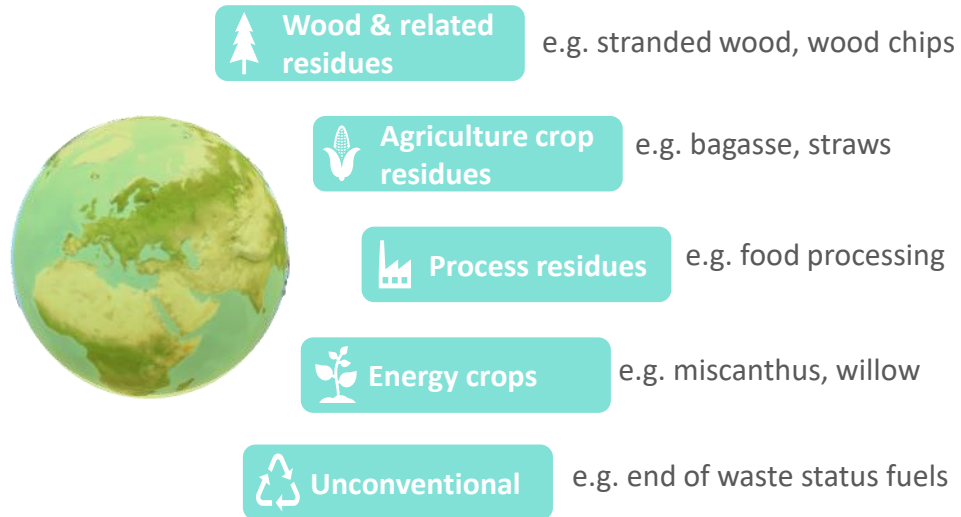 Wood & related
residues
e.g. stranded wood, wood chips
Agriculture crop
residues
e.g. bagasse, straws
Process residues
e.g. food processing
Energy crops
e.g. miscanthus, willow
Unconventional
e.g. end of waste status fuels